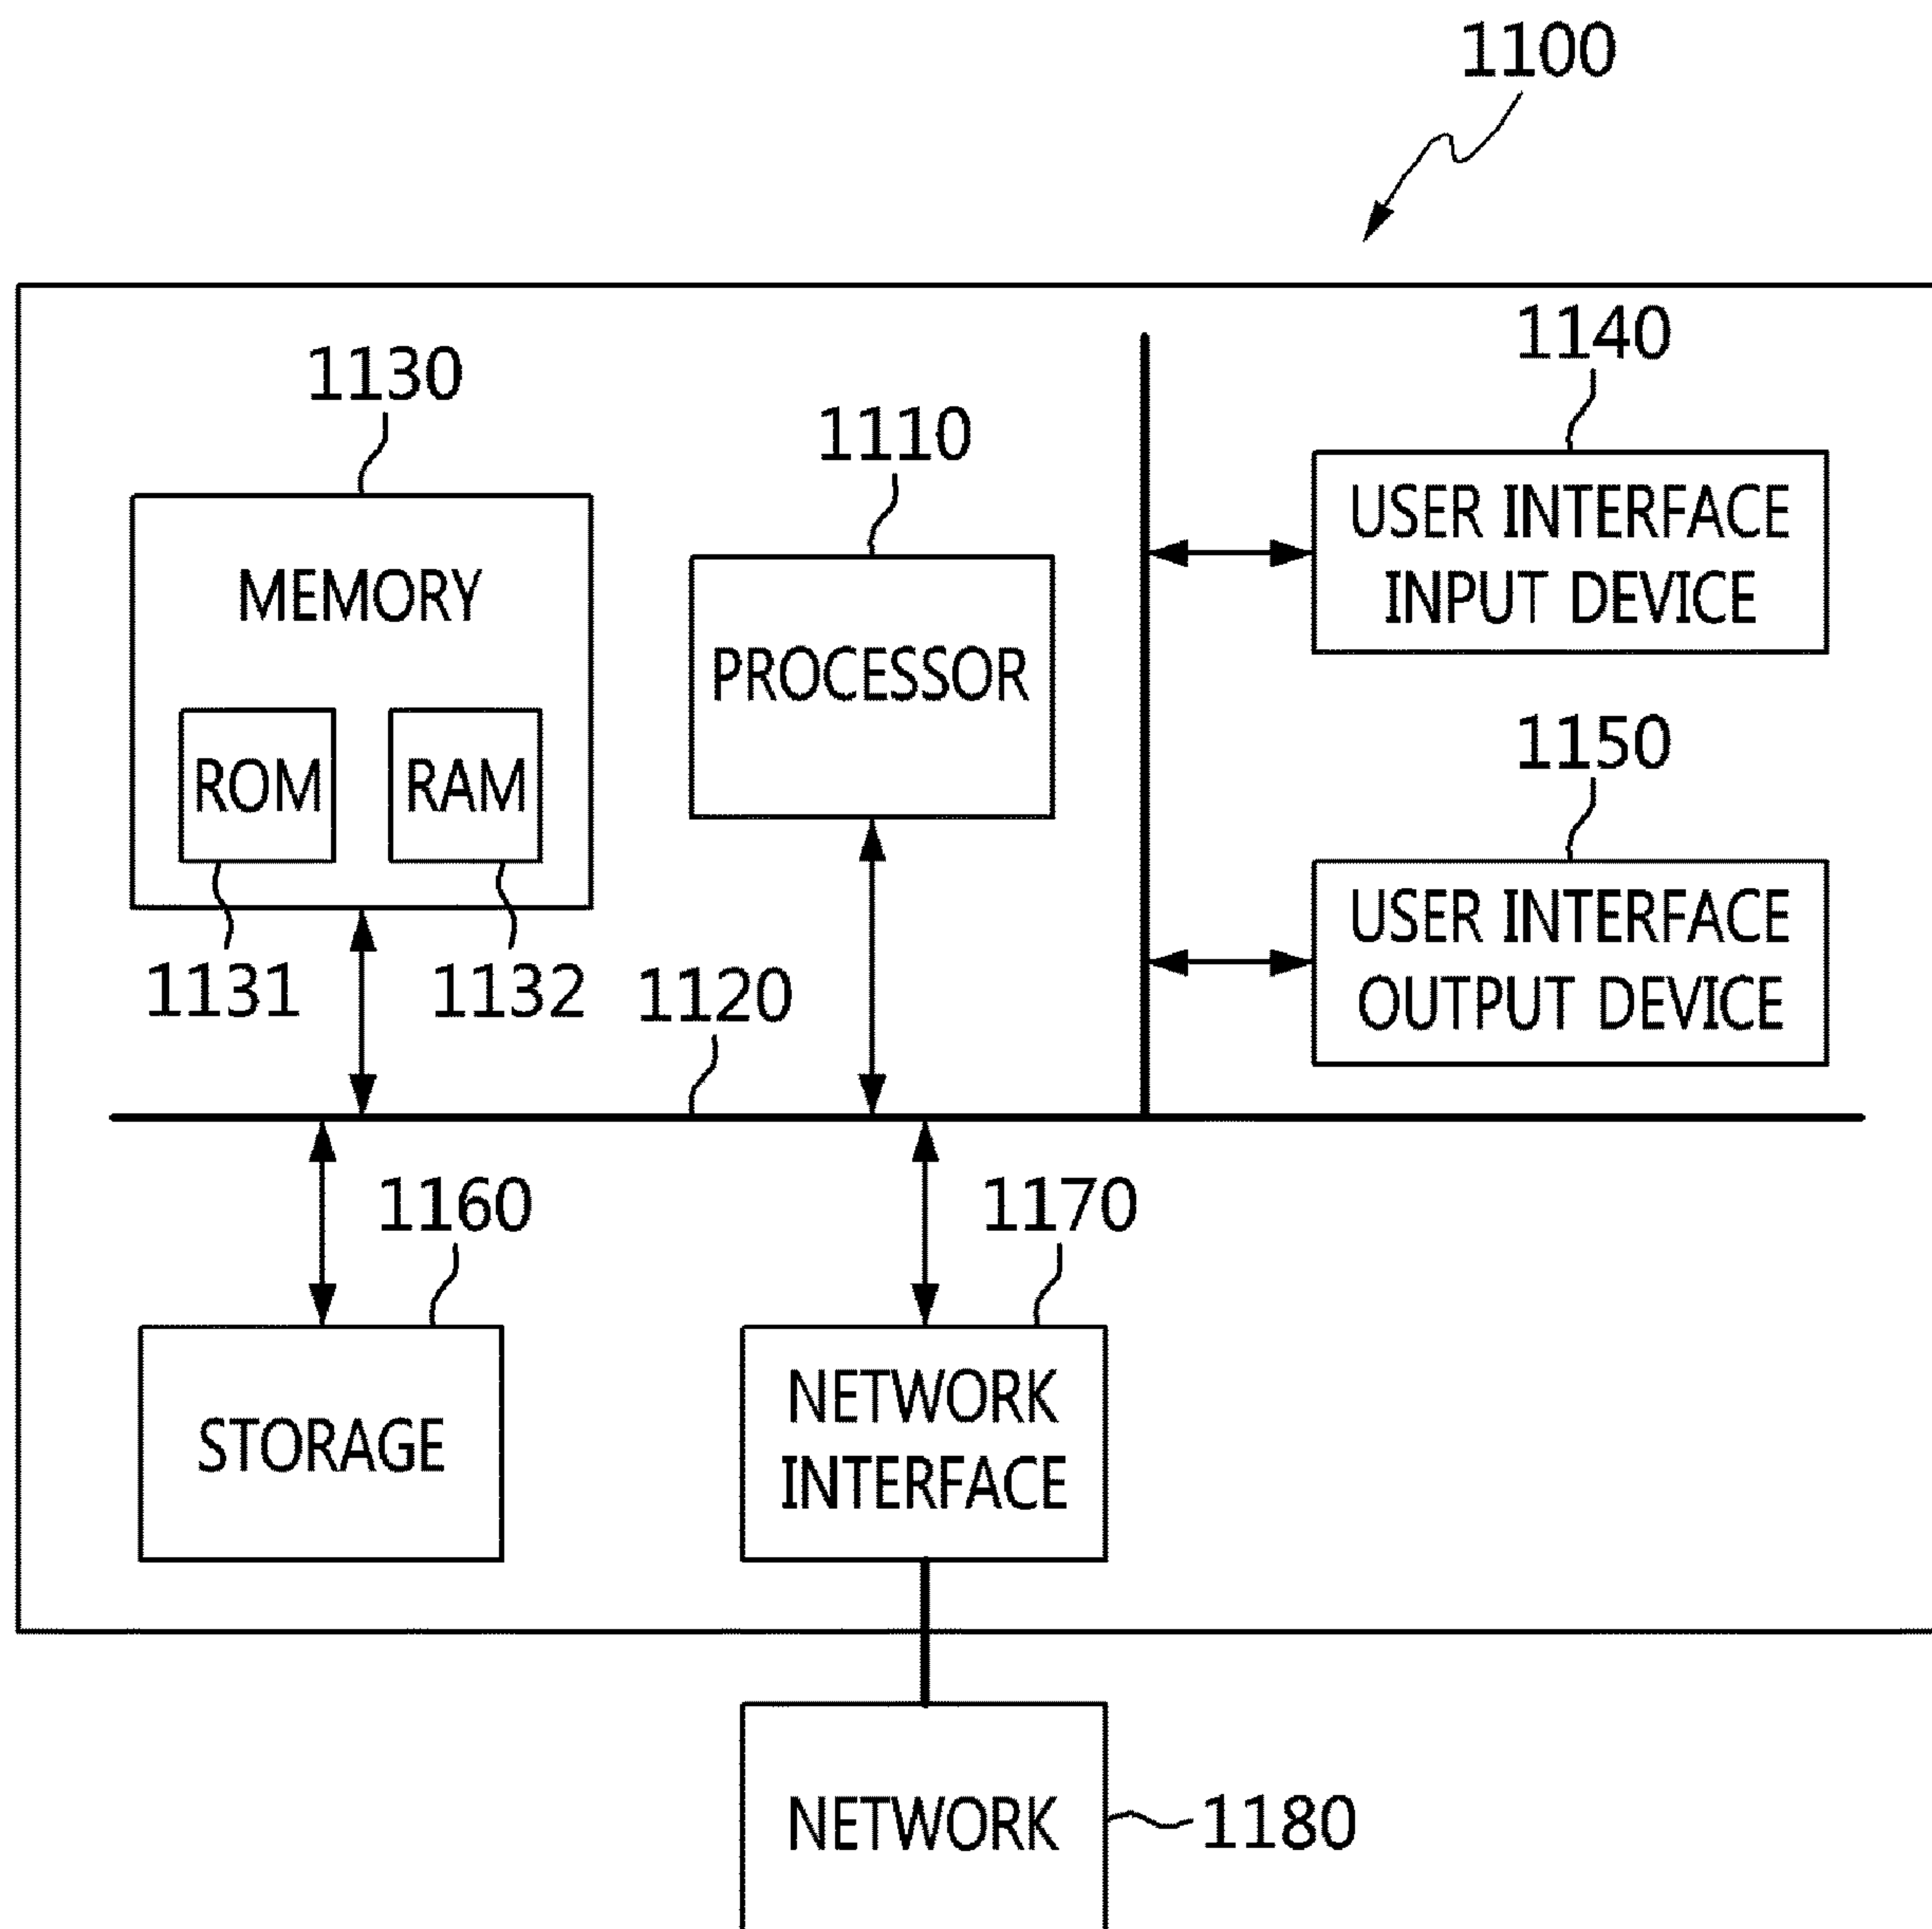 1100
1140
1130
1110
USER INTERFACE
INPUT DEVICE
MEMORY
PROCESSOR
ROM
RAM
1150
USER INTERFACE
OUTPUT DEVICE
1131
1132
1120
1160
1170
STORAGE
NETWORK
INTERFACE
NETWORK
1180